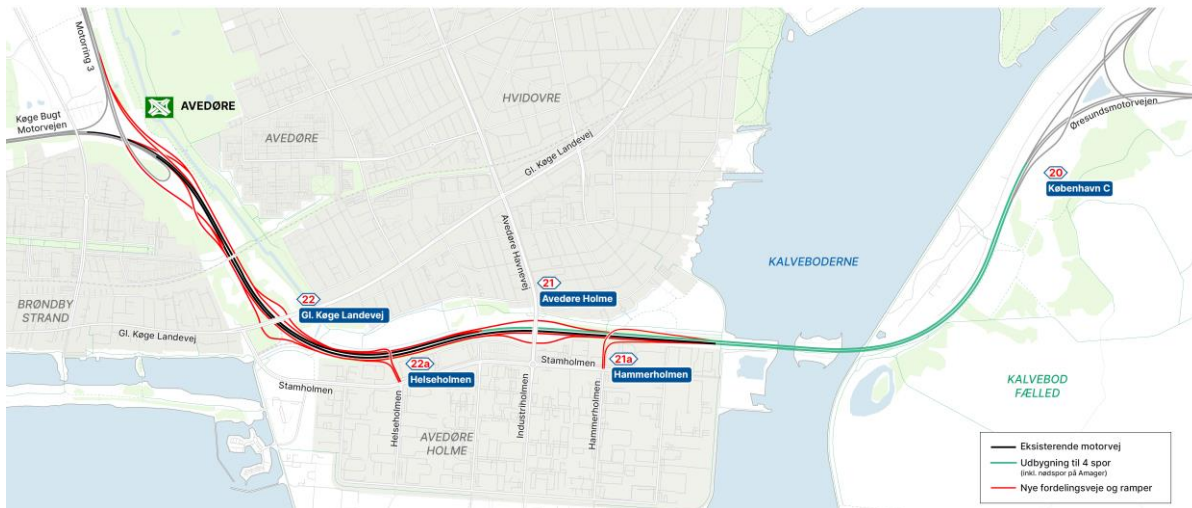 Motorring 3
AVEDØRE
Køge Bugt
Motorvejen
HVIDOVRE
AVEDØRE
Gl. Køge Landevej
Øresundsmotorvejen
20
København C
Avedøre Havnevej
KALVEBODERNE
21
Avedøre Holme
22
Gl. Køge Landevej
BRØNDBY
STRAND
Gl. Køge Landevej
22a
Helseholmen
Stamholmen
21a
Hammerholmen
Stamholmen
Helseholmen
Industriholmen
Hammerholmen
KALVEBOD
FÆLLED
AVEDØRE
HOLME
Eksisterende motorvej
Udbygning til 4 spor
(inkl. nødspor på Amager)
Nye fordelingsveje og ramper